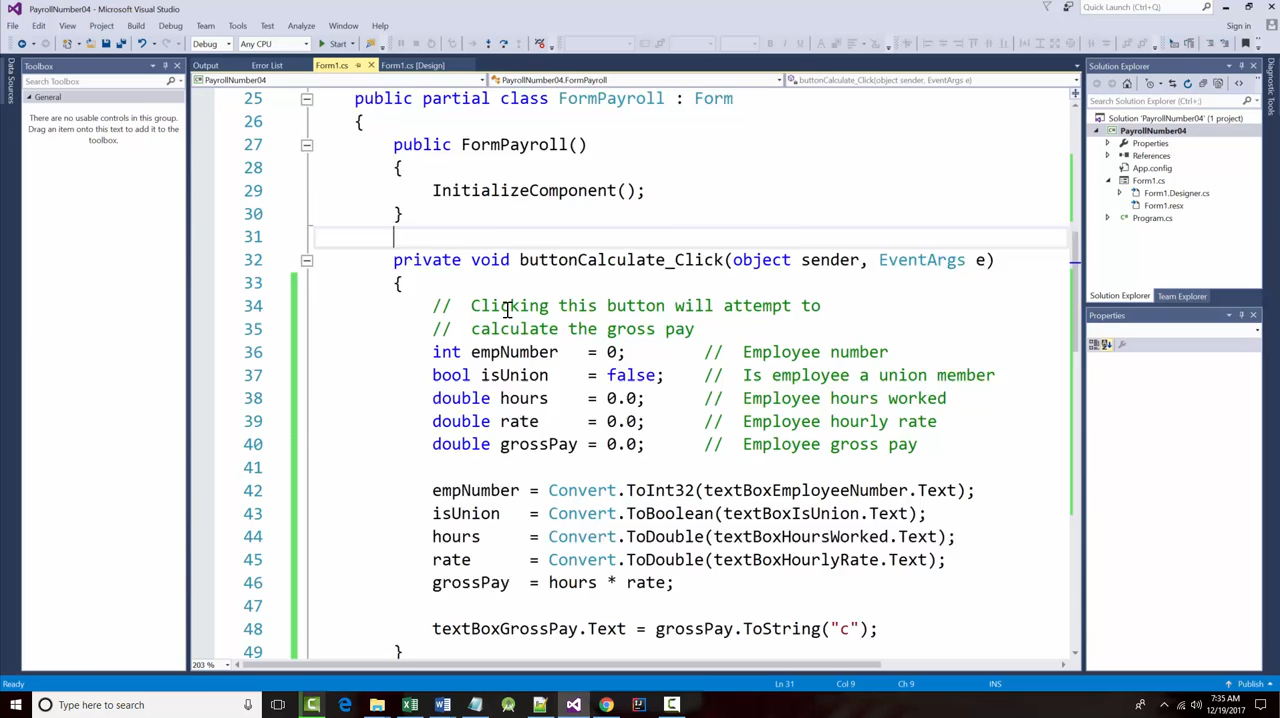 PayrollNumber04 - Microsoft Visual Studio
Quick Launch (Ctrl+Q)
File Edit View Project Build Debug Team Tools Test Analyze Window Help
Sign in
Debug Any CPU Start
Toolbox
Search Toolbox
General
There are no usable controls in this group. Drag an item onto this text to add it to the toolbox.
Data Sources
Output Error List Form1.cs Form1.cs [Design]
PayrollNumber04 PayrollNumber04.FormPayroll buttonCalculate_Click(object sender, EventArgs e)
25 public partial class FormPayroll : Form
26 {
27 public FormPayroll()
28 {
29 InitializeComponent();
30 }
31
32 private void buttonCalculate_Click(object sender, EventArgs e)
33 {
34 // Clicking this button will attempt to
35 // calculate the gross pay
36 int empNumber = 0; // Employee number
37 bool isUnion = false; // Is employee a union member
38 double hours = 0.0; // Employee hours worked
39 double rate = 0.0; // Employee hourly rate
40 double grossPay = 0.0; // Employee gross pay
41
42 empNumber = Convert.ToInt32(textBoxEmployeeNumber.Text);
43 isUnion = Convert.ToBoolean(textBoxIsUnion.Text);
44 hours = Convert.ToDouble(textBoxHoursWorked.Text);
45 rate = Convert.ToDouble(textBoxHourlyRate.Text);
46 grossPay = hours * rate;
47
48 textBoxGrossPay.Text = grossPay.ToString("c");
49 }
203 %
Solution Explorer
Search Solution Explorer (Ctrl+;)
Solution 'PayrollNumber04' (1 project)
PayrollNumber04
Properties
References
App.config
Form1.cs
Form1.Designer.cs
Form1.resx
Program.cs
Solution Explorer Team Explorer
Properties
Diagnostic Tools
Ready Ln 31 Col 9 Ch 9 INS Publish
Type here to search
7:35 AM
12/19/2017